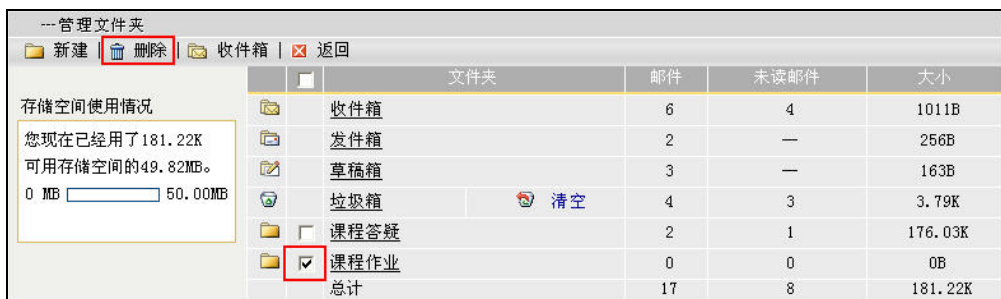 ---管理文件夹
新建 | 删除 | 收件箱 | 返回
文件夹 邮件 未读邮件 大小
存储空间使用情况
您现在已经用了181.22K
可用存储空间的49.82MB。
0 MB 50.00MB
收件箱 6 4 1011B
发件箱 2 — 256B
草稿箱 3 — 163B
垃圾箱 清空 4 3 3.79K
课程答疑 2 1 176.03K
课程作业 0 0 0B
总计 17 8 181.22K